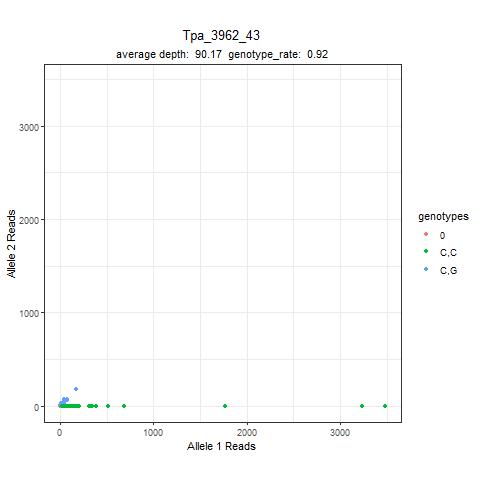 Tpa_3962_43
average depth:  90.17  genotype_rate:  0.92
3000
2000
1000
0
Allele 2 Reads
0 1000 2000 3000
Allele 1 Reads
genotypes
0
C,C
C,G